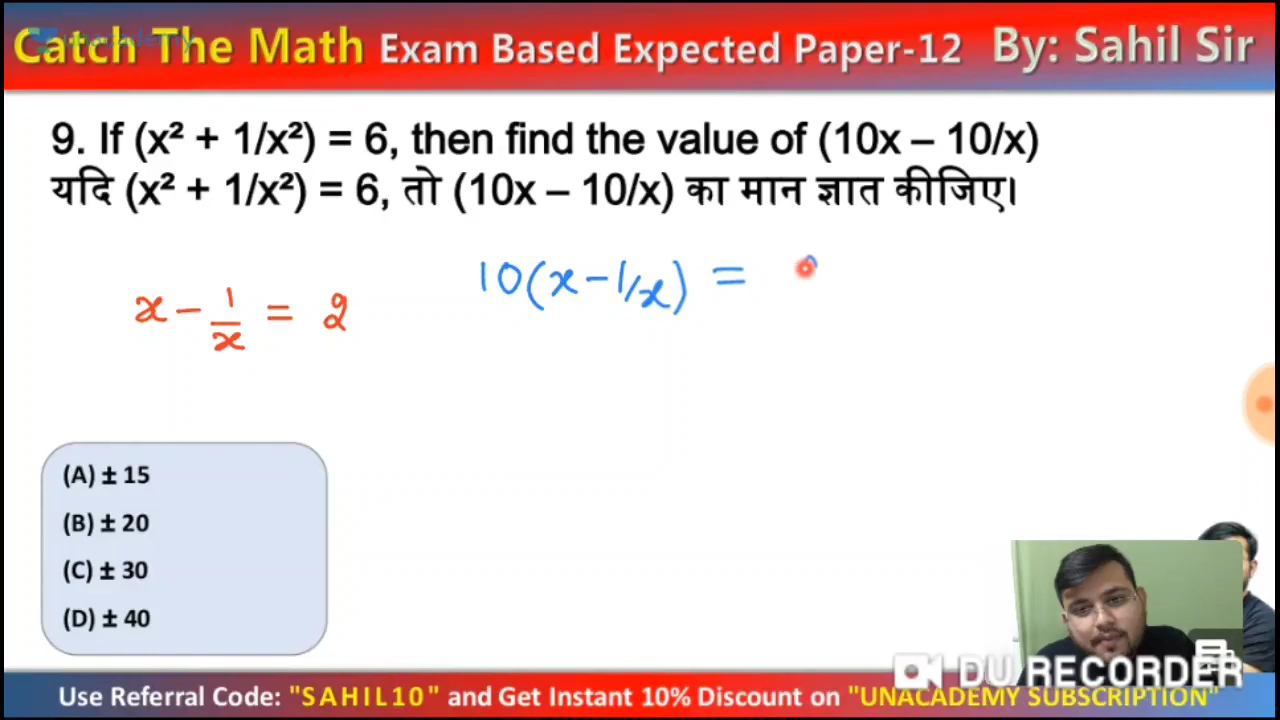 Catch The Math Exam Based Expected Paper-12 By: Sahil Sir
9. If (x² + 1/x²) = 6, then find the value of (10x – 10/x)
यदि (x² + 1/x²) = 6, तो (10x – 10/x) का मान ज्ञात कीजिए।
10(x - 1/x) =
x - 1/x = 2
(A) ± 15
(B) ± 20
(C) ± 30
(D) ± 40
DU RECORDER
Use Referral Code: "SAHIL10" and Get Instant 10% Discount on "UNACADEMY SUBSCRIPTION"